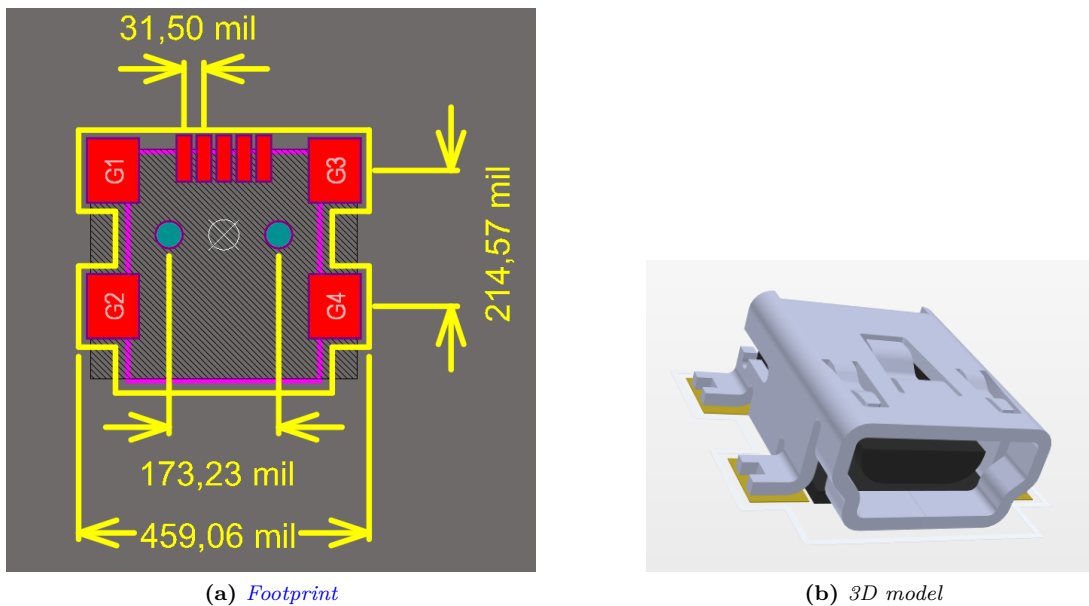 31,50 mil
G1
G3
214,57 mil
G2
G4
173,23 mil
459,06 mil
(a) Footprint
(b) 3D model